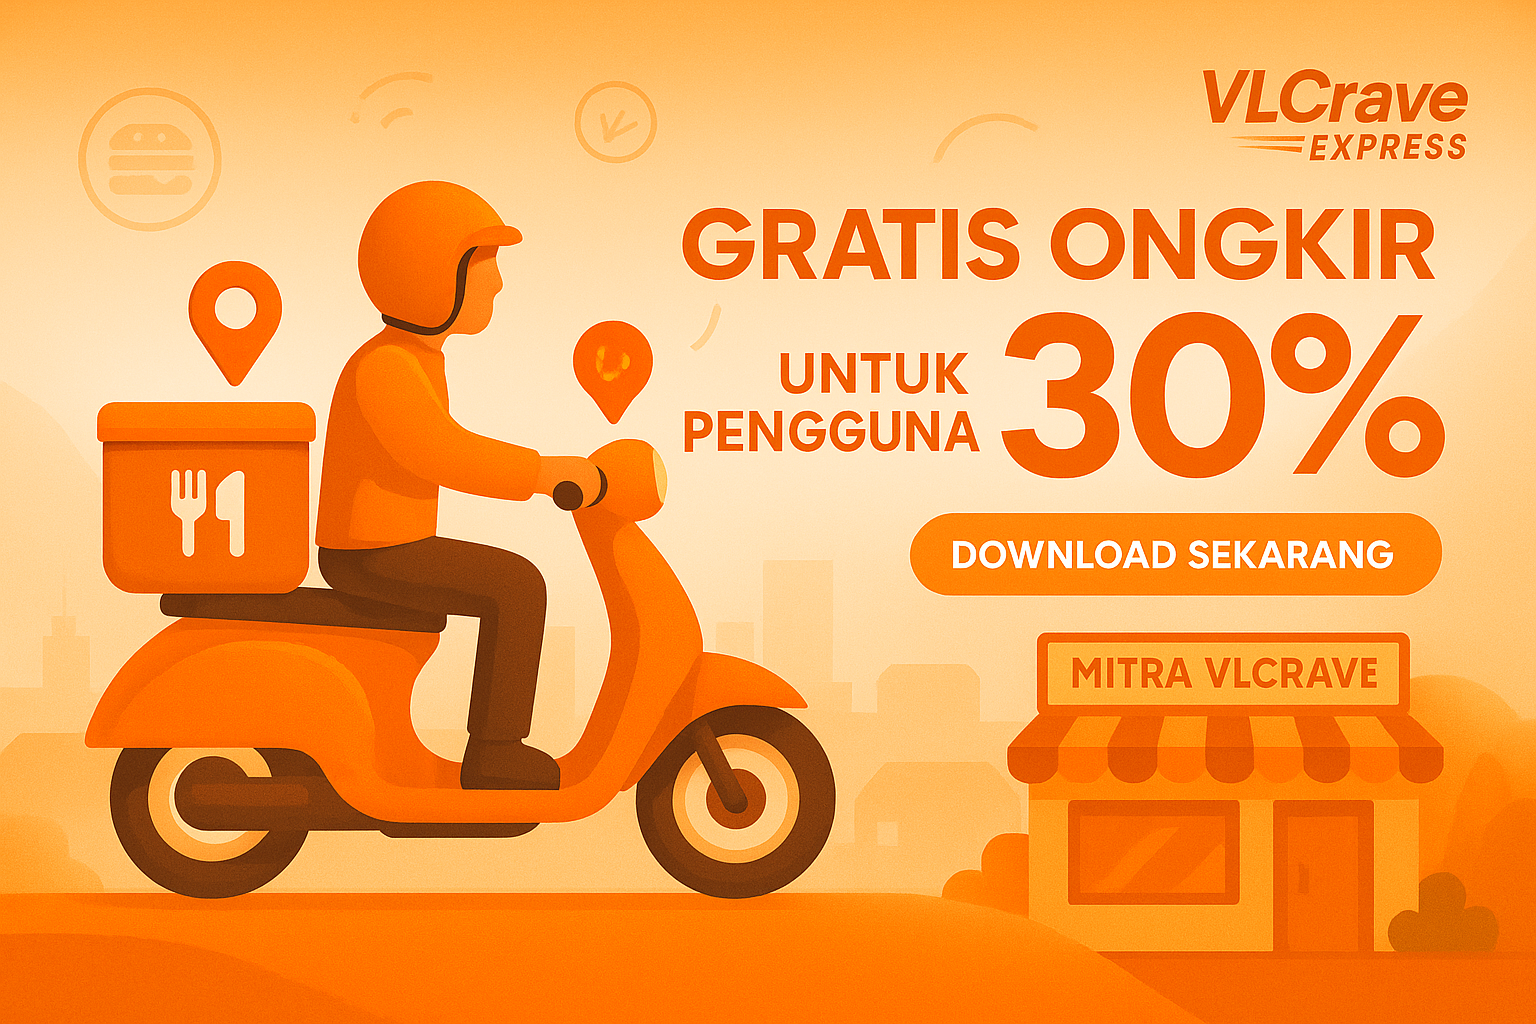 VLCrave
EXPRESS
GRATIS ONGKIR
UNTUK
PENGGUNA
30%
DOWNLOAD SEKARANG
MITRA VLCRAVE